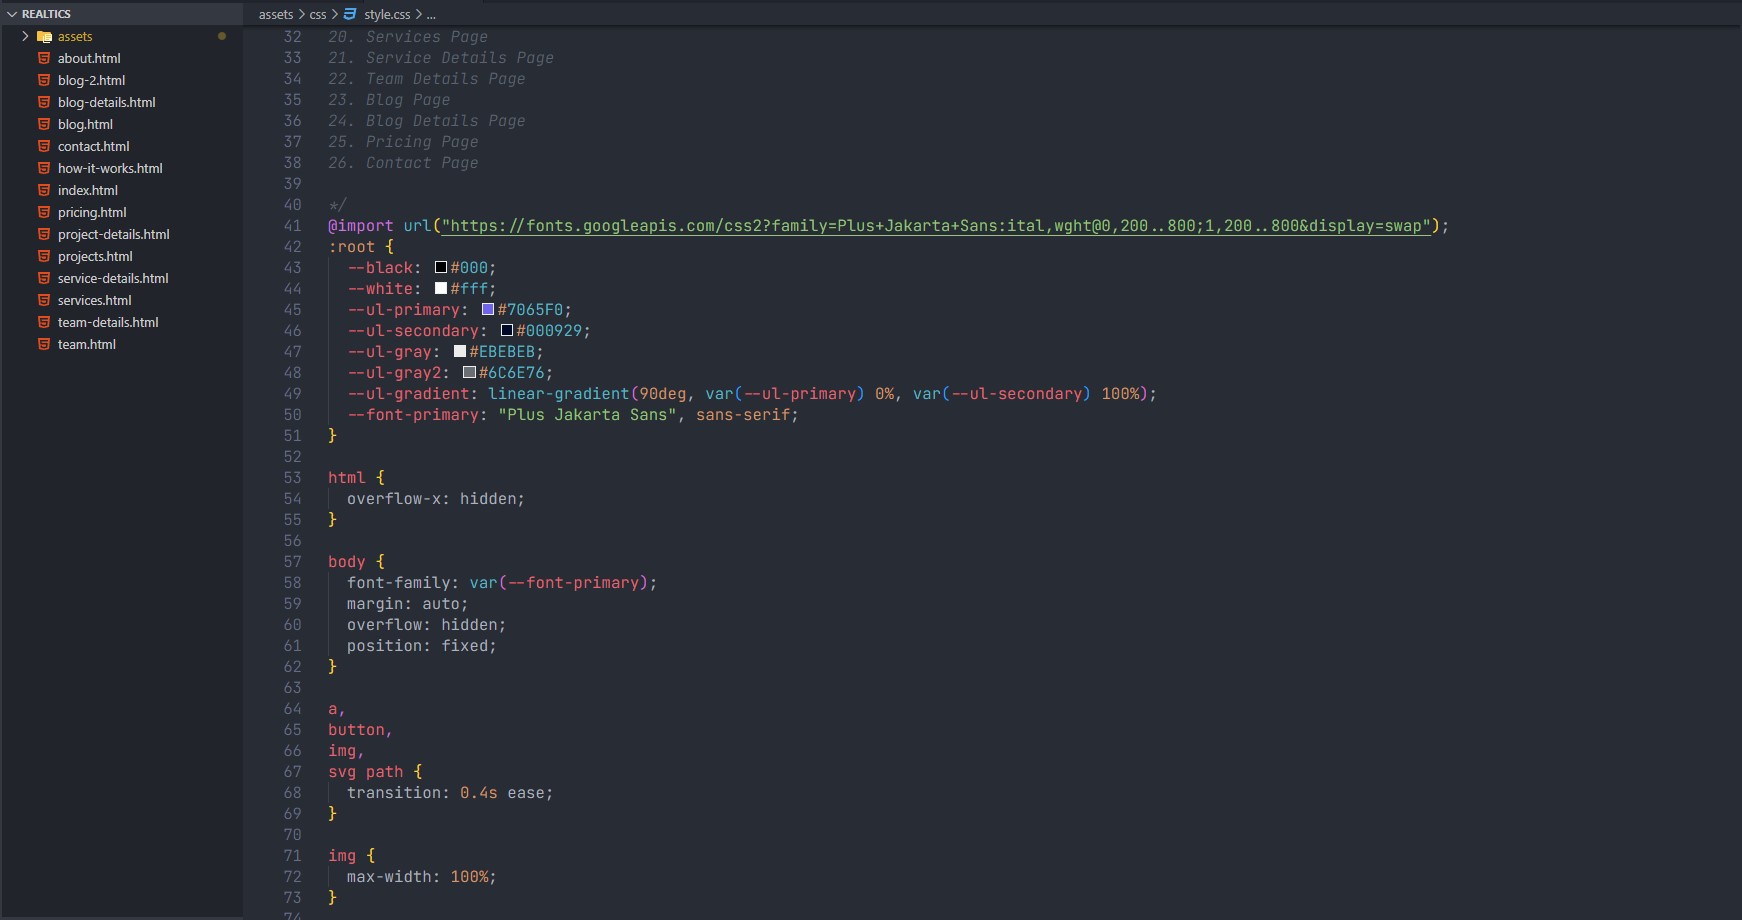 REALTICS
assets
about.html
blog-2.html
blog-details.html
blog.html
contact.html
how-it-works.html
index.html
pricing.html
project-details.html
projects.html
service-details.html
services.html
team-details.html
team.html
assets > css > style.css > ...
32 20. Services Page
33 21. Service Details Page
34 22. Team Details Page
35 23. Blog Page
36 24. Blog Details Page
37 25. Pricing Page
38 26. Contact Page
39
40 */
41 @import url("https://fonts.googleapis.com/css2?family=Plus+Jakarta+Sans:ital,wght@0,200..800;1,200..800&display=swap");
42 :root {
43 --black: #000;
44 --white: #fff;
45 --ul-primary: #7065F0;
46 --ul-secondary: #000929;
47 --ul-gray: #EBEBEB;
48 --ul-gray2: #6C6E76;
49 --ul-gradient: linear-gradient(90deg, var(--ul-primary) 0%, var(--ul-secondary) 100%);
50 --font-primary: "Plus Jakarta Sans", sans-serif;
51 }
52
53 html {
54 overflow-x: hidden;
55 }
56
57 body {
58 font-family: var(--font-primary);
59 margin: auto;
60 overflow: hidden;
61 position: fixed;
62 }
63
64 a,
65 button,
66 img,
67 svg path {
68 transition: 0.4s ease;
69 }
70
71 img {
72 max-width: 100%;
73 }
74